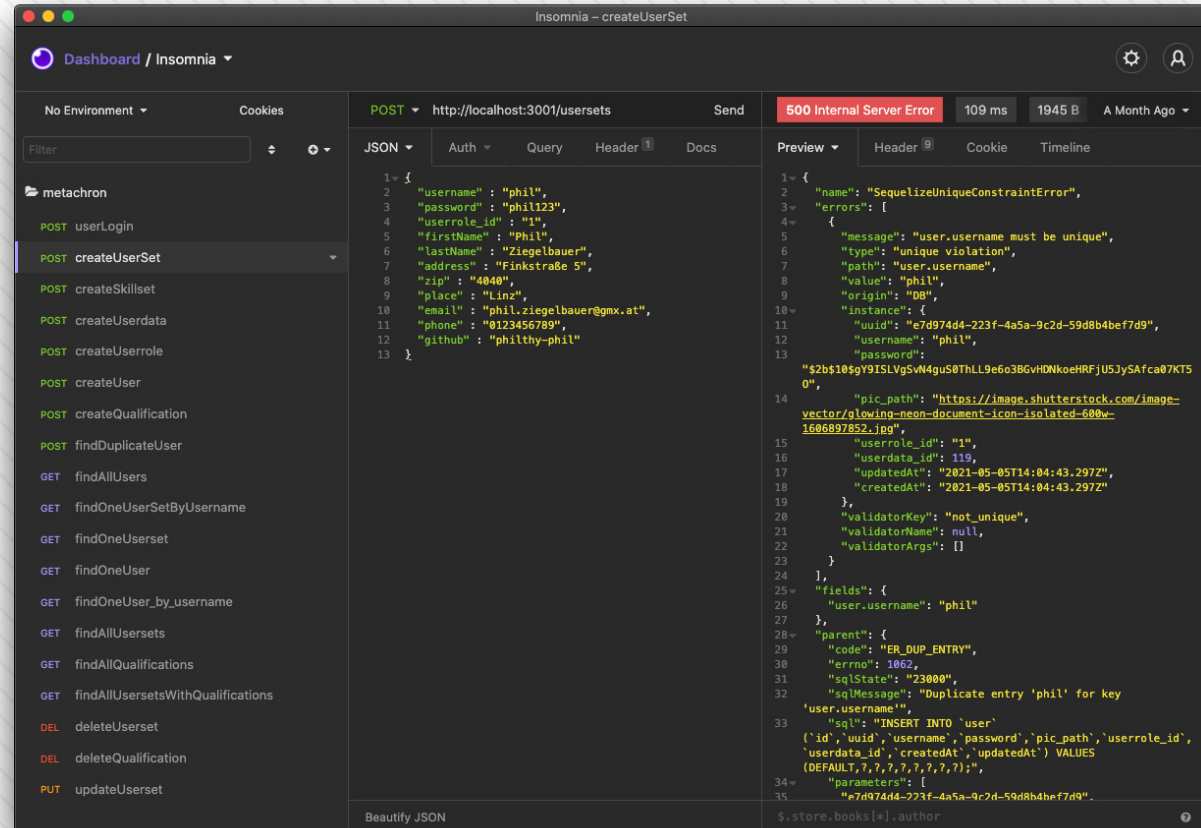 Insomnia – createUserSet
Dashboard / Insomnia
No Environment
Cookies
Filter
metachron
POST userLogin
POST createUserSet
POST createSkillset
POST createUserdata
POST createUserrole
POST createUser
POST createQualification
POST findDuplicateUser
GET findAllUsers
GET findOneUserSetByUsername
GET findOneUserset
GET findOneUser
GET findOneUser_by_username
GET findAllUsersets
GET findAllQualifications
GET findAllUsersetsWithQualifications
DEL deleteUserset
DEL deleteQualification
PUT updateUserset
POST http://localhost:3001/usersets Send
JSON Auth Query Header 1 Docs
1 {
2 "username" : "phil",
3 "password" : "phil123",
4 "userrole_id" : "1",
5 "firstName" : "Phil",
6 "lastName" : "Ziegelbauer",
7 "address" : "Finkstraße 5",
8 "zip" : "4040",
9 "place" : "Linz",
10 "email" : "phil.ziegelbauer@gmx.at",
11 "phone" : "0123456789",
12 "github" : "philthy-phil"
13 }
Beautify JSON
500 Internal Server Error 109 ms 1945 B A Month Ago
Preview Header 9 Cookie Timeline
1 {
2 "name": "SequelizeUniqueConstraintError",
3 "errors": [
4 {
5 "message": "user.username must be unique",
6 "type": "unique violation",
7 "path": "user.username",
8 "value": "phil",
9 "origin": "DB",
10 "instance": {
11 "uuid": "e7d974d4-223f-4a5a-9c2d-59d8b4bef7d9",
12 "username": "phil",
13 "password":
"$2b$10$gY9ISLVgSvN4guS0ThLL9e6o3BGvHDNkoeHRFjU5JySAfca07KT5
O",
14 "pic_path": "https://image.shutterstock.com/image-
vector/glowing-neon-document-icon-isolated-600w-
1606897852.jpg",
15 "userrole_id": "1",
16 "userdata_id": 119,
17 "updatedAt": "2021-05-05T14:04:43.297Z",
18 "createdAt": "2021-05-05T14:04:43.297Z"
19 },
20 "validatorKey": "not_unique",
21 "validatorName": null,
22 "validatorArgs": []
23 }
24 ],
25 "fields": {
26 "user.username": "phil"
27 },
28 "parent": {
29 "code": "ER_DUP_ENTRY",
30 "errno": 1062,
31 "sqlState": "23000",
32 "sqlMessage": "Duplicate entry 'phil' for key
'user.username'",
33 "sql": "INSERT INTO `user`
(`id`,`uuid`,`username`,`password`,`pic_path`,`userrole_id`,
`userdata_id`,`createdAt`,`updatedAt`) VALUES
(DEFAULT,?,?,?,?,?,?,?,?);",
34 "parameters": [
35 "e7d974d4-223f-4a5a-9c2d-59d8b4bef7d9",
$.store.books[*].author